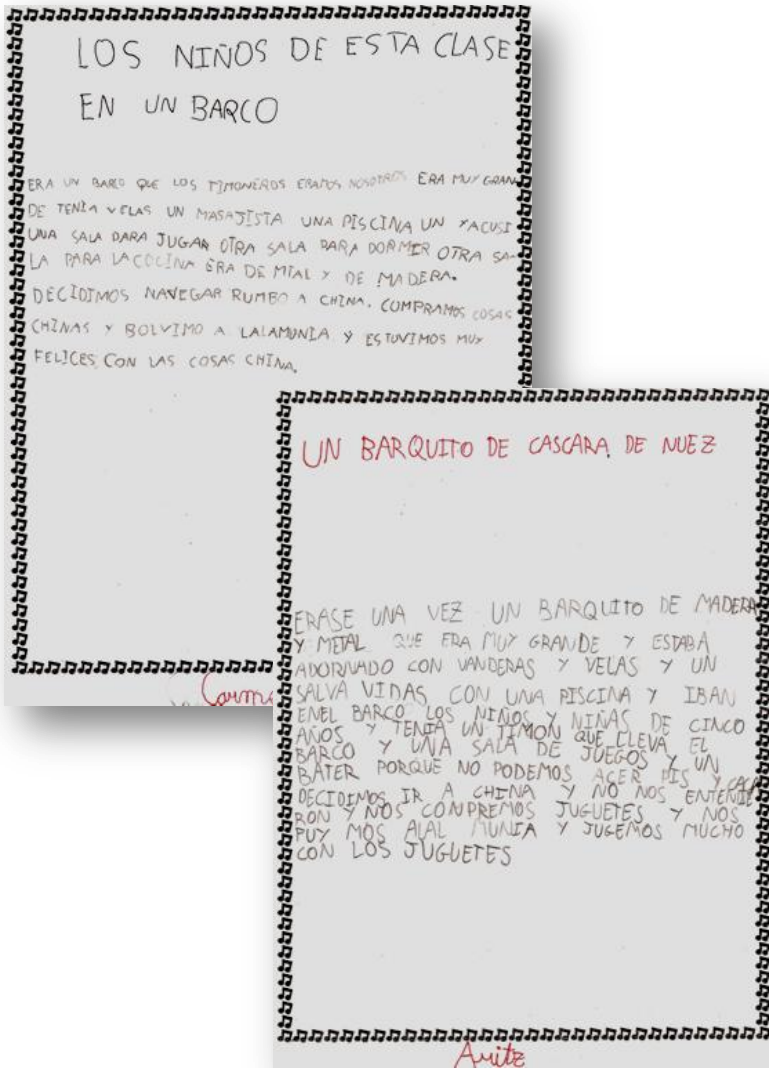 LOS NIÑOS DE ESTA CLASE
EN UN BARCO
ERA UN BARCO QUE LOS TIMONEROS ERAMOS NOSOTROS ERA MUY GRAN
DE TENIA VELAS UN MASAJISTA UNA PISCINA UN YACUSI
UNA SALA PARA JUGAR OTRA SALA PARA DORMIR OTRA SA
LA PARA LA COCINA ERA DE MTAL Y DE MADERA.
DECIDIMOS NAVEGAR RUMBO A CHINA. COMPRAMOS COSAS
CHINAS Y BOLVIMO A LALAMUNIA Y ESTUVIMOS MUY
FELICES CON LAS COSAS CHINA.
Carme
UN BARQUITO DE CASCARA DE NUEZ
ERASE UNA VEZ UN BARQUITO DE MADERA
Y METAL QUE ERA MUY GRANDE Y ESTABA
ADORNADO CON VANDERAS Y VELAS Y UN
SALVA VIDAS CON UNA PISCINA Y IBAN
ENEL BARCO LOS NIÑOS Y NIÑAS DE CINCO
AÑOS Y TENIA UN TIMON QUE LLEVA EL
BARCO Y UNA SALA DE JUEGOS Y UN
BATER PORQUE NO PODEMOS ACER PIS Y CACA
DECIDIMOS IR A CHINA Y NO NOS ENTENDIE
RON Y NOS CONPREMOS JUGUETES Y NOS
PUY MOS ALAL MUNIA Y JUGEMOS MUCHO
CON LOS JUGUETES
Aritz